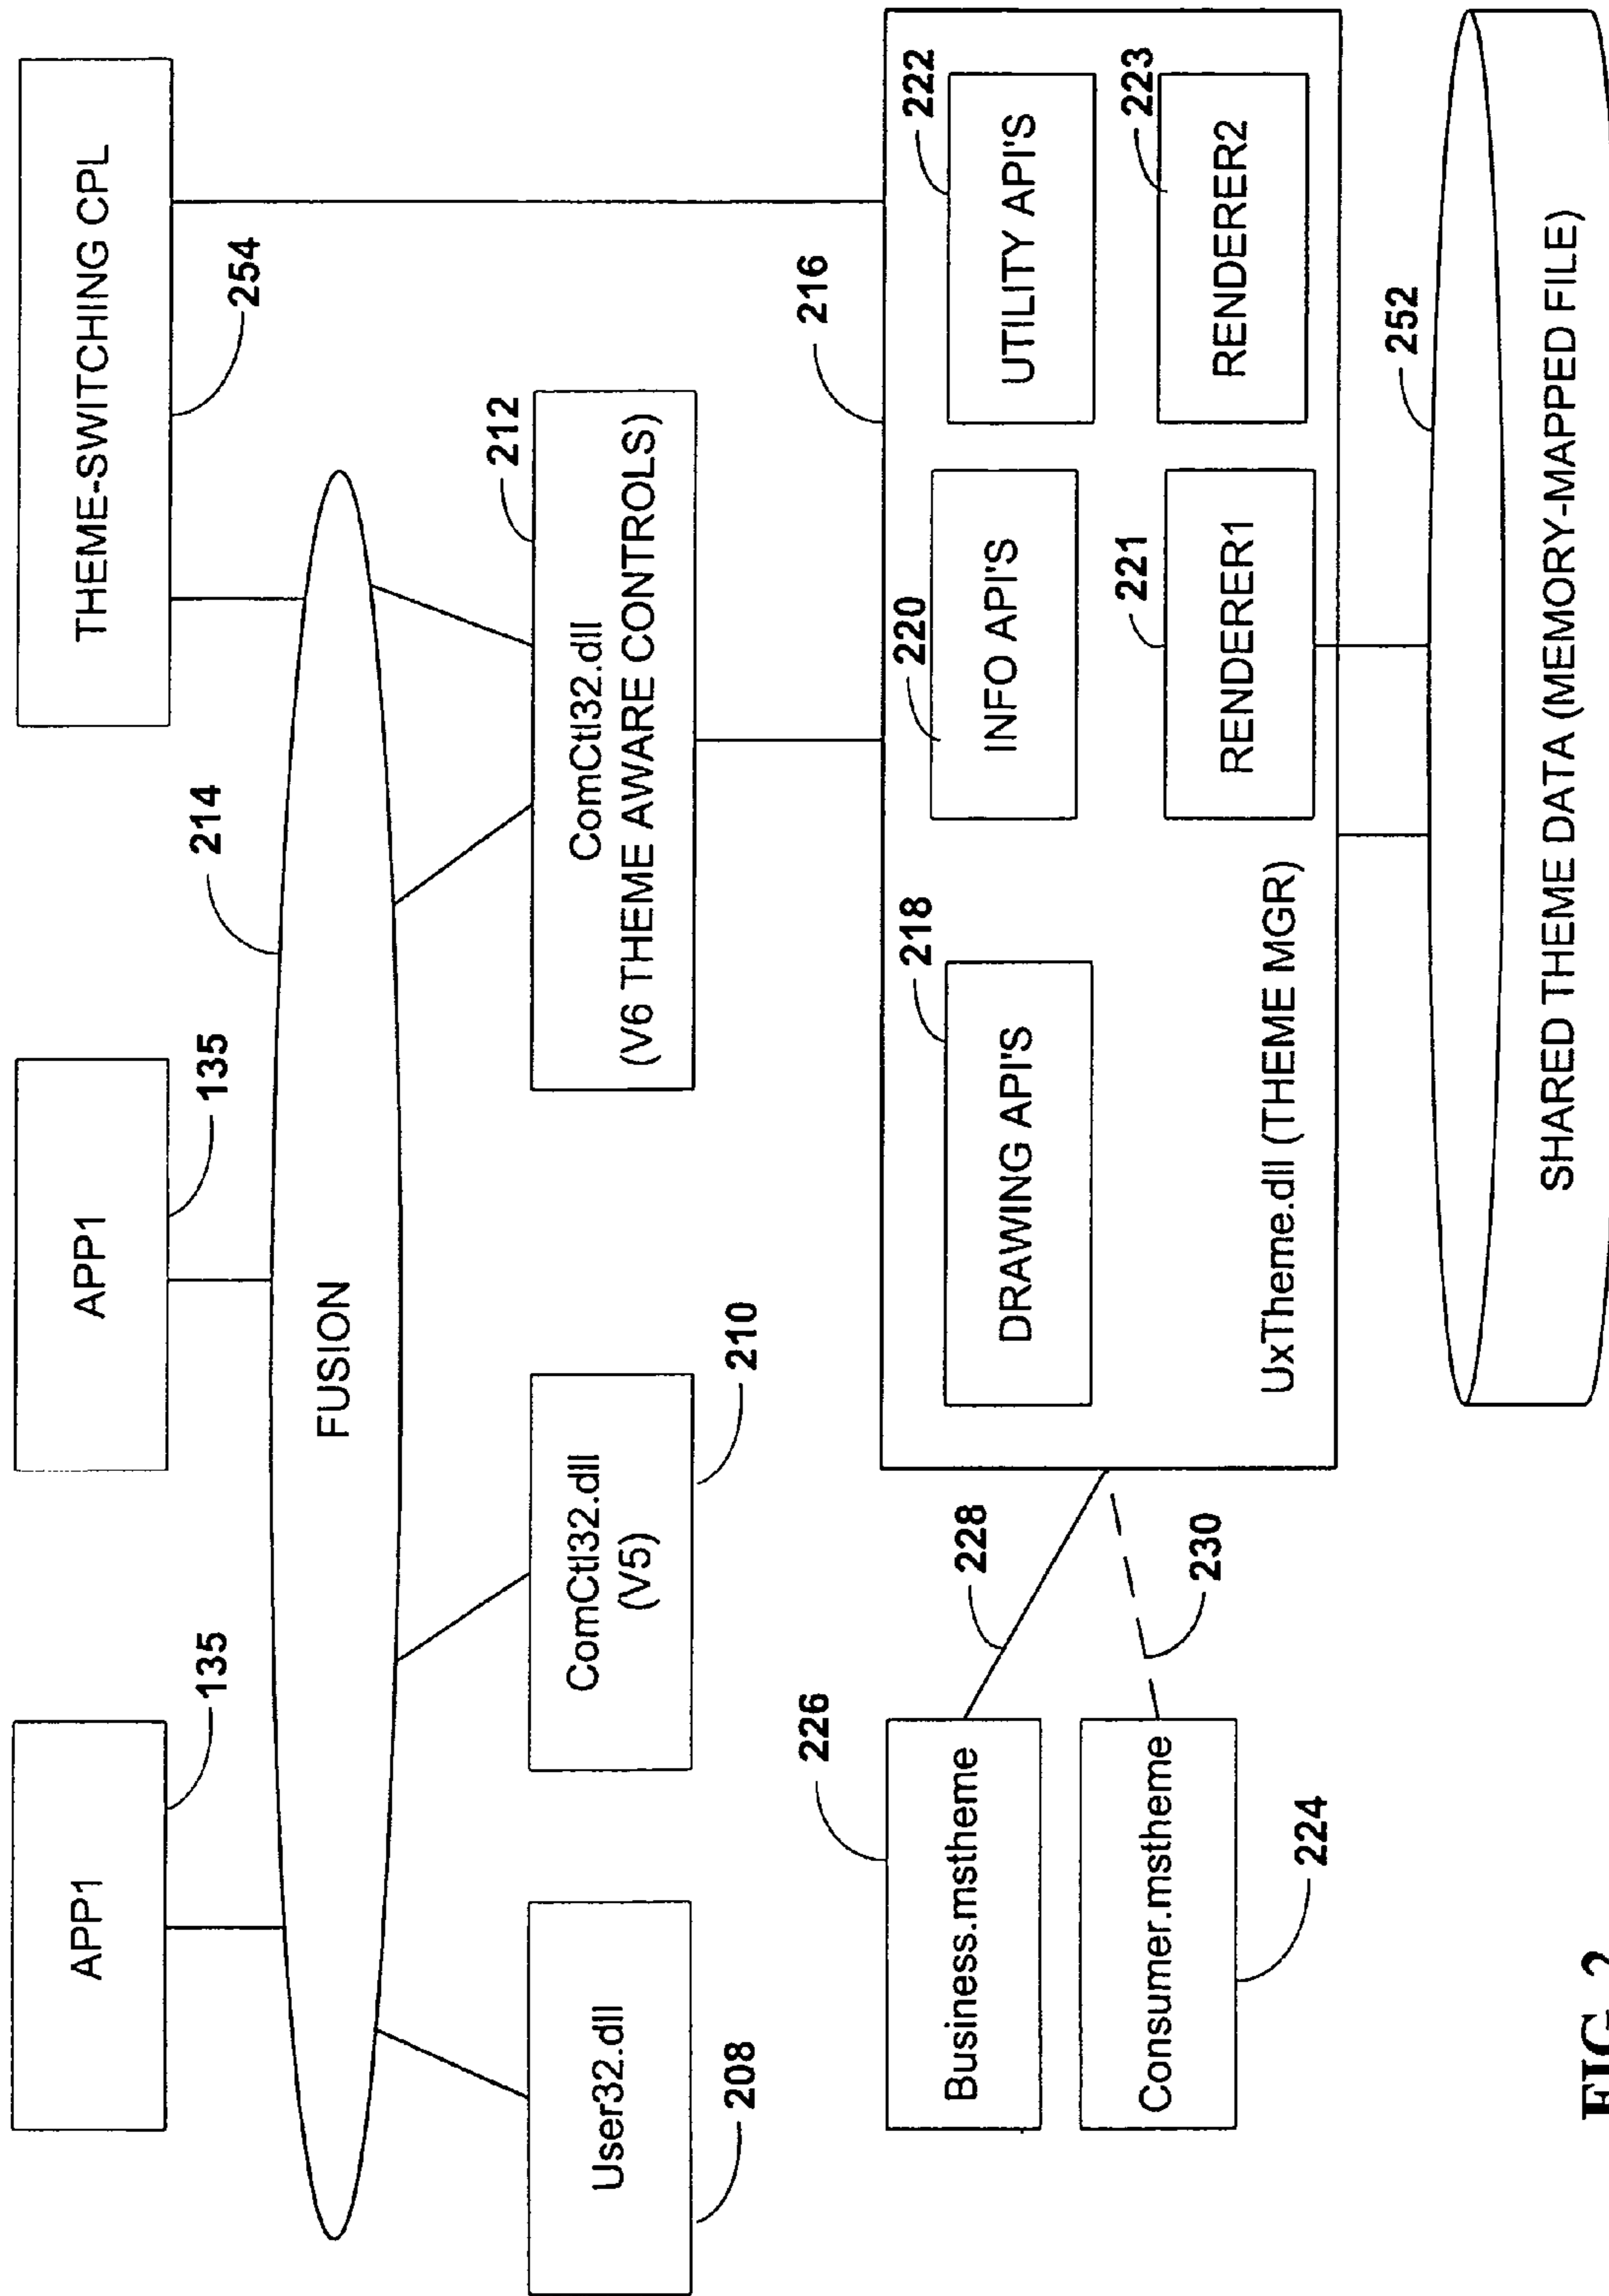 APP1
135
APP1
135
THEME-SWITCHING CPL
254
214
FUSION
User32.dll
208
ComCtl32.dll
(V5)
210
212
ComCtl32.dll
(V6 THEME AWARE CONTROLS)
216
226
Business.mstheme
228
Consumer.mstheme
224
230
218
DRAWING API'S
220
INFO API'S
222
UTILITY API'S
221
RENDERER1
223
RENDERER2
UxTheme.dll (THEME MGR)
252
SHARED THEME DATA (MEMORY-MAPPED FILE)
FIG. 2